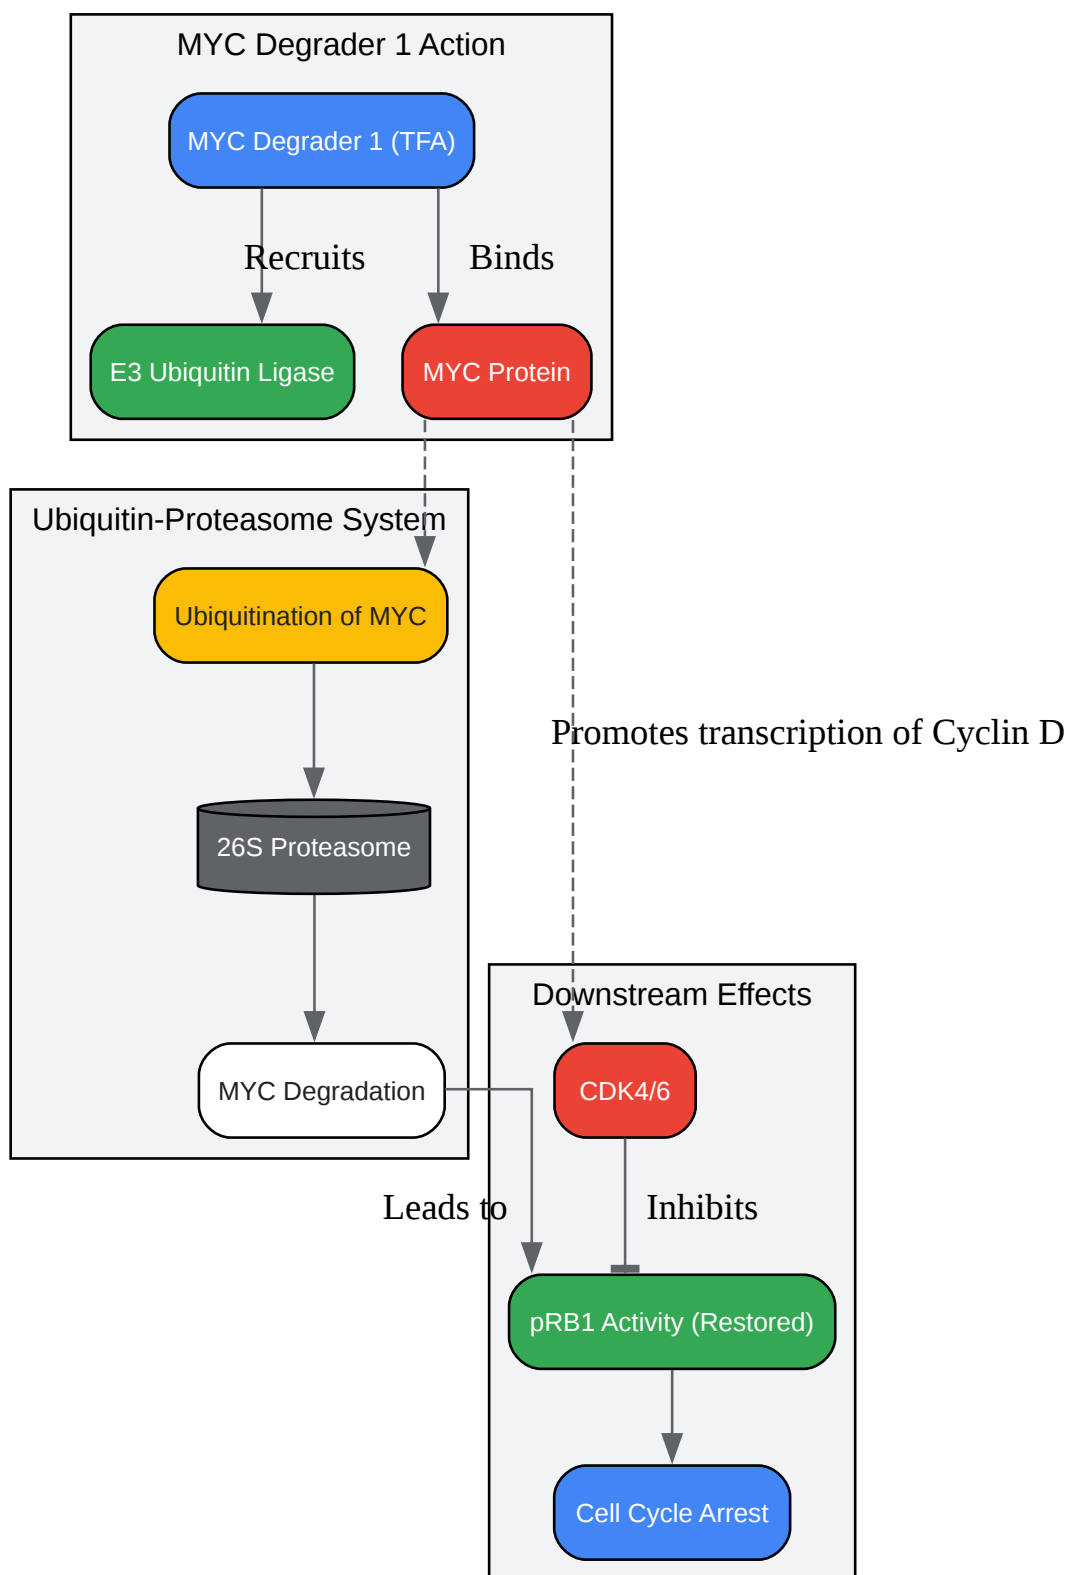 MYC Degrader 1 Action
MYC Degrader 1 (TFA)
Recruits
Binds
E3 Ubiquitin Ligase
MYC Protein
Ubiquitin-Proteasome System
Ubiquitination of MYC
Promotes transcription of Cyclin D
26S Proteasome
Downstream Effects
MYC Degradation
CDK4/6
Leads to
Inhibits
pRB1 Activity (Restored)
Cell Cycle Arrest